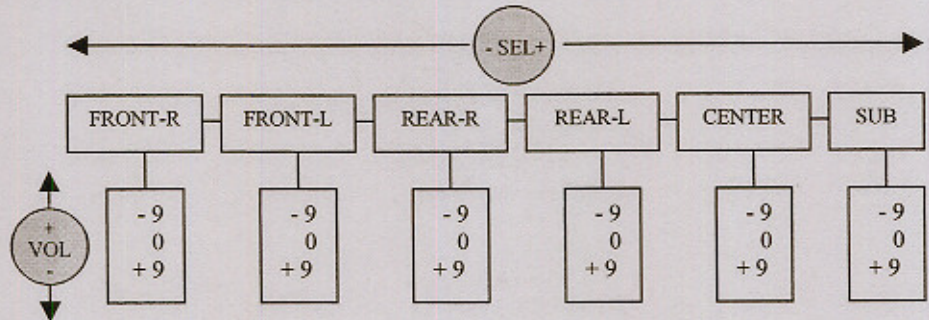 - SEL+
FRONT-R FRONT-L REAR-R REAR-L CENTER SUB
- 9 - 9 - 9 - 9 - 9 - 9
+
VOL 0 0 0 0 0 0
-
+ 9 + 9 + 9 + 9 + 9 + 9